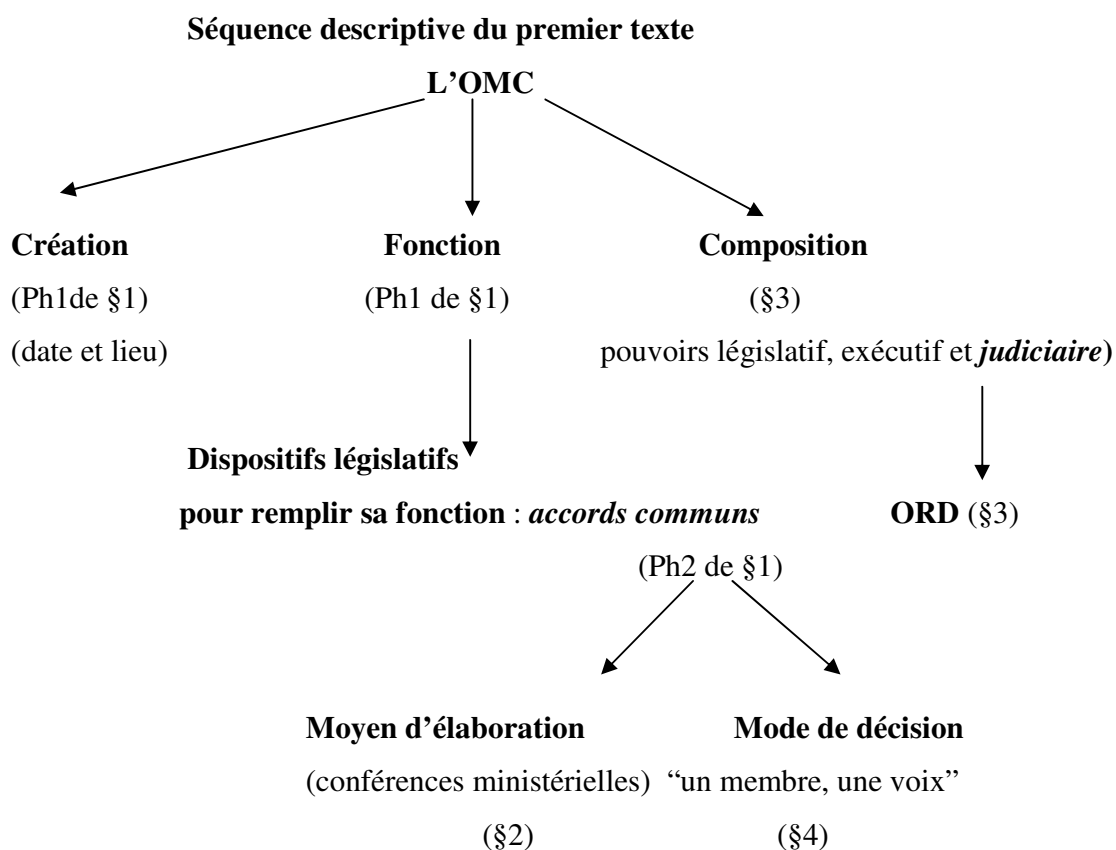 Séquence descriptive du premier texte
L’OMC
Création Fonction Composition
(Ph1de §1) (Ph1 de §1) (§3)
(date et lieu) pouvoirs législatif, exécutif et judiciaire)
Dispositifs législatifs
pour remplir sa fonction : accords communs ORD (§3)
(Ph2 de §1)
Moyen d’élaboration Mode de décision
(conférences ministérielles) “un membre, une voix”
(§2) (§4)